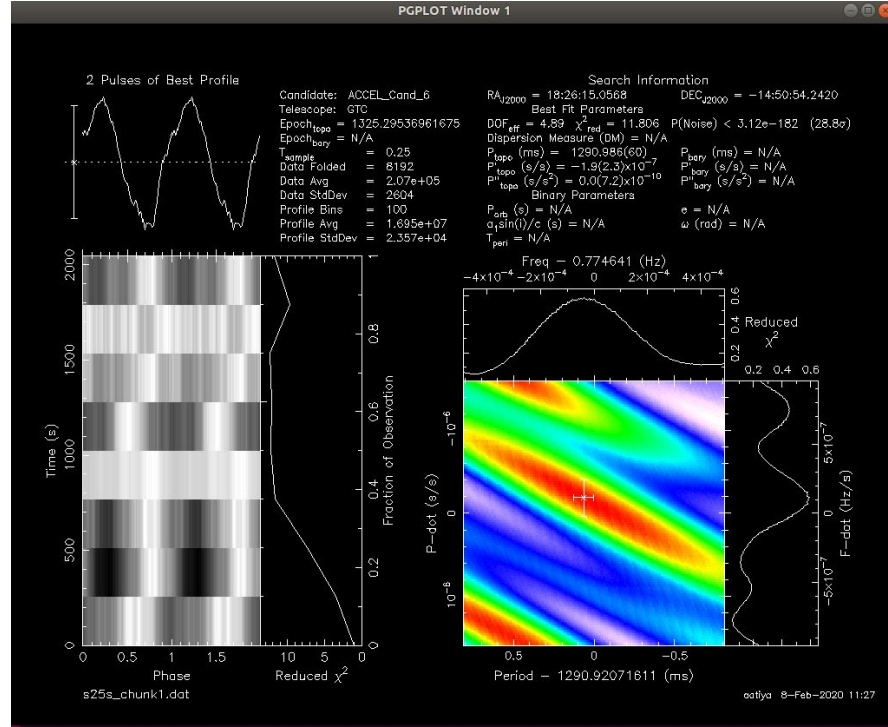 PGPLOT Window 1
2 Pulses of Best Profile
Candidate: ACCEL_Cand_6
Telescope: GTC
Epoch_topo = 1325.29536961675
Epoch_bary = N/A
T_sample = 0.25
Data Folded = 8192
Data Avg = 2.07e+05
Data StdDev = 2604
Profile Bins = 100
Profile Avg = 1.695e+07
Profile StdDev = 2.357e+04
Search Information
RA_J2000 = 18:26:15.0568 DEC_J2000 = -14:50:54.2420
Best Fit Parameters
DOF_eff = 4.89 χ²_red = 11.806 P(Noise) < 3.12e-182 (28.8σ)
Dispersion Measure (DM) = N/A
P_topo (ms) = 1290.986(60) P_bary (ms) = N/A
P'_topo (s/s) = -1.9(2.3)x10⁻⁷ P'_bary (s/s) = N/A
P''_topo (s/s²) = 0.0(7.2)x10⁻¹⁰ P''_bary (s/s²) = N/A
Binary Parameters
P_orb (s) = N/A e = N/A
a₁sin(i)/c (s) = N/A ω (rad) = N/A
T_peri = N/A
2000
1500
1000
500
0
Time (s)
0 0.5 1 1.5
Phase
1
0.8
0.6
0.4
0.2
0
Fraction of Observation
10 5 0
Reduced χ²
Freq - 0.774641 (Hz)
-4×10⁻⁴ -2×10⁻⁴ 0 2×10⁻⁴ 4×10⁻⁴
0.6
0.4
0.2
Reduced
χ²
0.2 0.4 0.6
-10⁻⁶
0
10⁻⁶
P-dot (s/s)
5×10⁻⁷
0
-5×10⁻⁷
F-dot (Hz/s)
0.5 0 -0.5
Period - 1290.92071611 (ms)
s25s_chunk1.dat
aatiya 8-Feb-2020 11:27